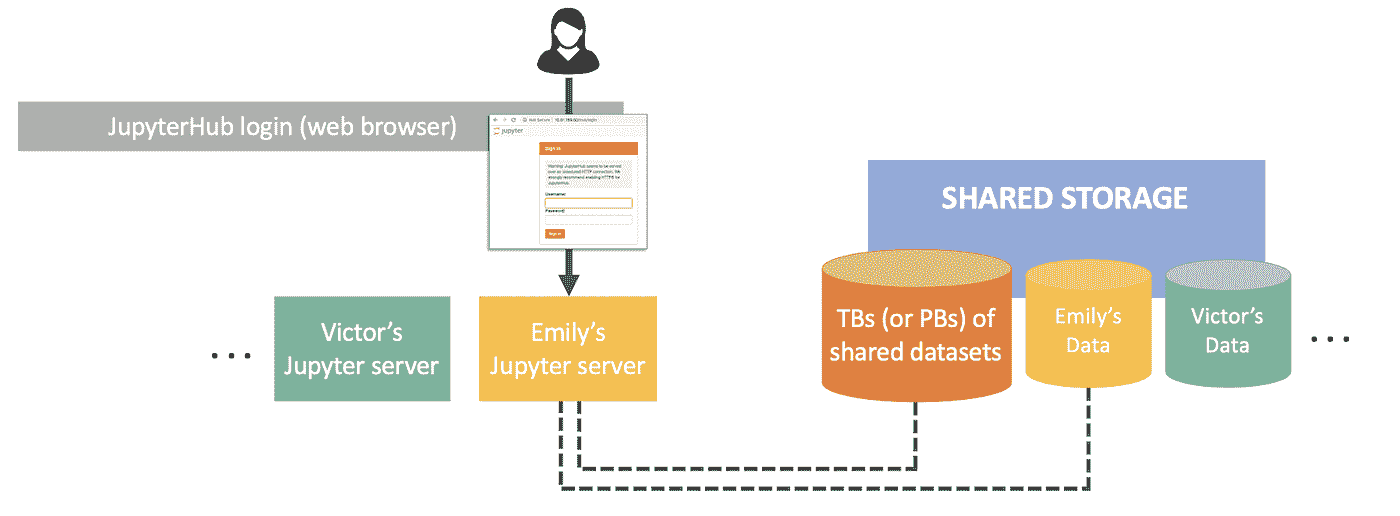 JupyterHub login (web browser)
Not Secure
jupyter
Sign in
Warning: JupyterHub seems to be served
over an unsecured HTTP connection. We
strongly recommend enabling HTTPS for
JupyterHub.
Username:
Password:
Sign In
SHARED STORAGE
Victor’s
Jupyter server
Emily’s
Jupyter server
TBs (or PBs) of
shared datasets
Emily’s
Data
Victor’s
Data